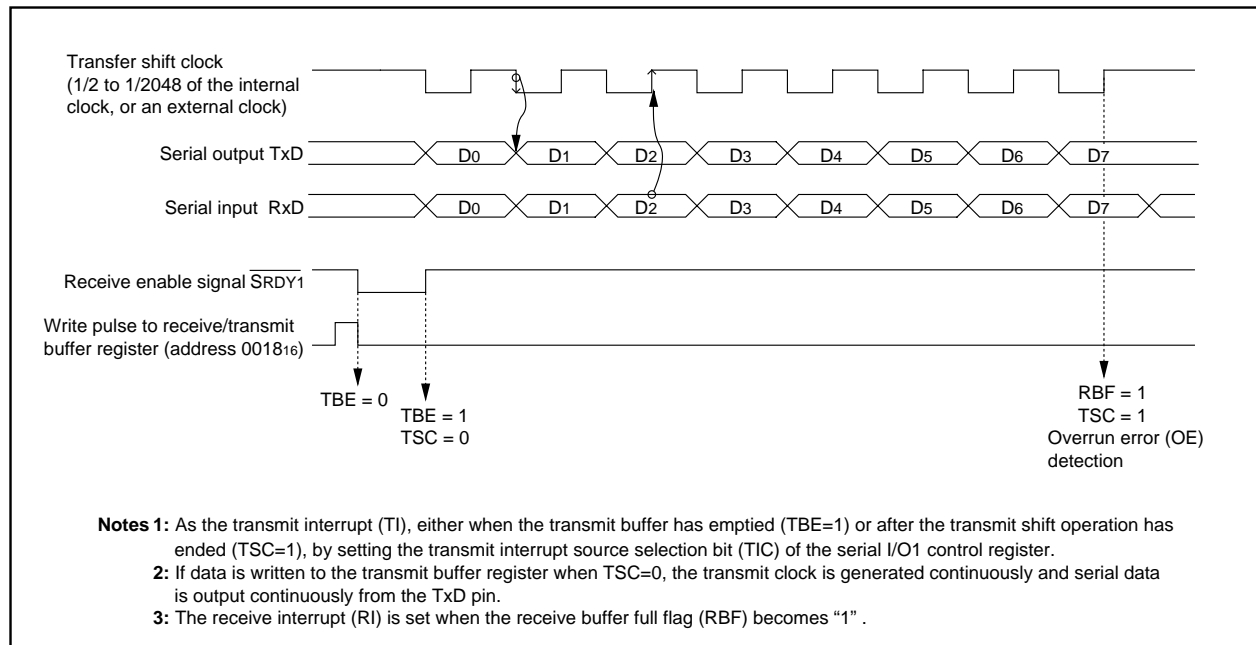 Transfer shift clock
(1/2 to 1/2048 of the internal
clock, or an external clock)
Serial output TxD
D0 D1 D2 D3 D4 D5 D6 D7
Serial input RxD
D0 D1 D2 D3 D4 D5 D6 D7
Receive enable signal SRDY1
Write pulse to receive/transmit
buffer register (address 001816)
TBE = 0
TBE = 1
TSC = 0
RBF = 1
TSC = 1
Overrun error (OE)
detection
Notes 1: As the transmit interrupt (TI), either when the transmit buffer has emptied (TBE=1) or after the transmit shift operation has
ended (TSC=1), by setting the transmit interrupt source selection bit (TIC) of the serial I/O1 control register.
2: If data is written to the transmit buffer register when TSC=0, the transmit clock is generated continuously and serial data
is output continuously from the TxD pin.
3: The receive interrupt (RI) is set when the receive buffer full flag (RBF) becomes “1” .